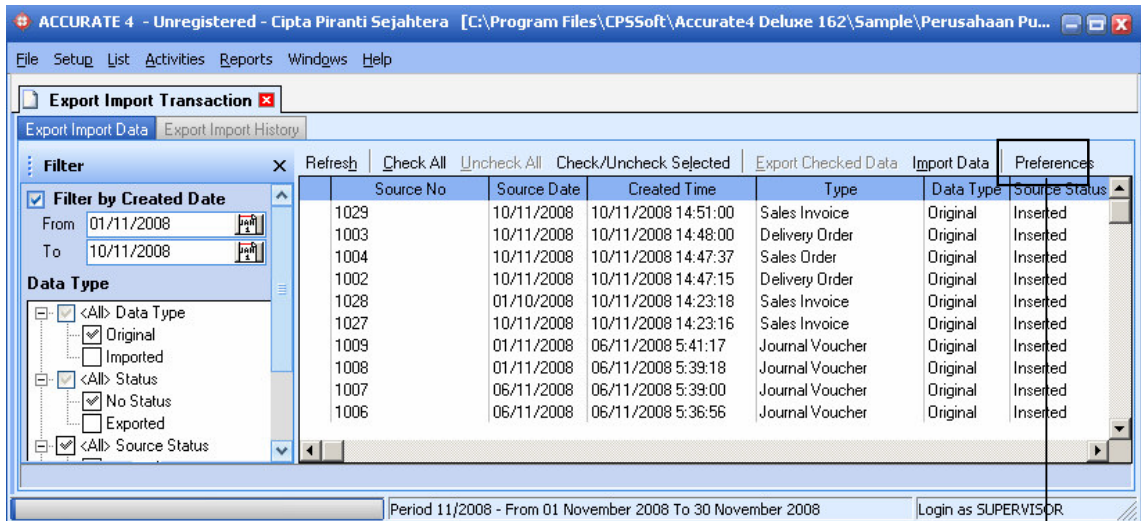 ACCURATE 4 - Unregistered - Cipta Piranti Sejahtera [C:\Program Files\CPSSoft\Accurate4 Deluxe 162\Sample\Perusahaan Pu...
File Setup List Activities Reports Windows Help
Export Import Transaction
Export Import Data Export Import History
Filter
Refresh Check All Uncheck All Check/Uncheck Selected Export Checked Data Import Data Preferences
Filter by Created Date
From 01/11/2008
To 10/11/2008
Data Type
<All> Data Type
Original
Imported
<All> Status
No Status
Exported
<All> Source Status
Source No Source Date Created Time Type Data Type Source Status
1029 10/11/2008 10/11/2008 14:51:00 Sales Invoice Original Inserted
1003 10/11/2008 10/11/2008 14:48:00 Delivery Order Original Inserted
1004 10/11/2008 10/11/2008 14:47:37 Sales Order Original Inserted
1002 10/11/2008 10/11/2008 14:47:15 Delivery Order Original Inserted
1028 01/10/2008 10/11/2008 14:23:18 Sales Invoice Original Inserted
1027 10/11/2008 10/11/2008 14:23:16 Sales Invoice Original Inserted
1009 01/11/2008 06/11/2008 5:41:17 Journal Voucher Original Inserted
1008 01/11/2008 06/11/2008 5:39:18 Journal Voucher Original Inserted
1007 06/11/2008 06/11/2008 5:39:00 Journal Voucher Original Inserted
1006 06/11/2008 06/11/2008 5:36:56 Journal Voucher Original Inserted
Period 11/2008 - From 01 November 2008 To 30 November 2008
Login as SUPERVISOR